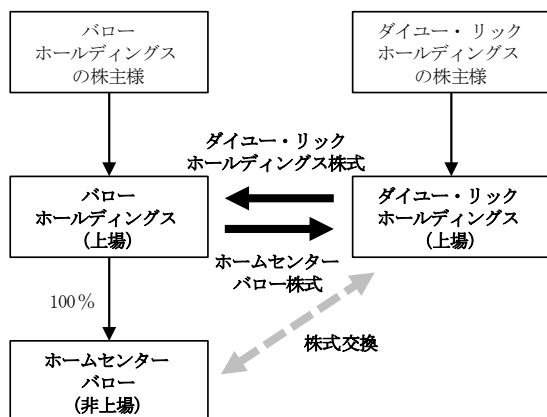 バロー
ホールディングス
の株主様
ダイユー・リック
ホールディングス
の株主様
ダイユー・リック
ホールディングス株式
バロー
ホールディングス
(上場)
ダイユー・リック
ホールディングス
(上場)
ホームセンター
バロー株式
100%
株式交換
ホームセンター
バロー
(非上場)